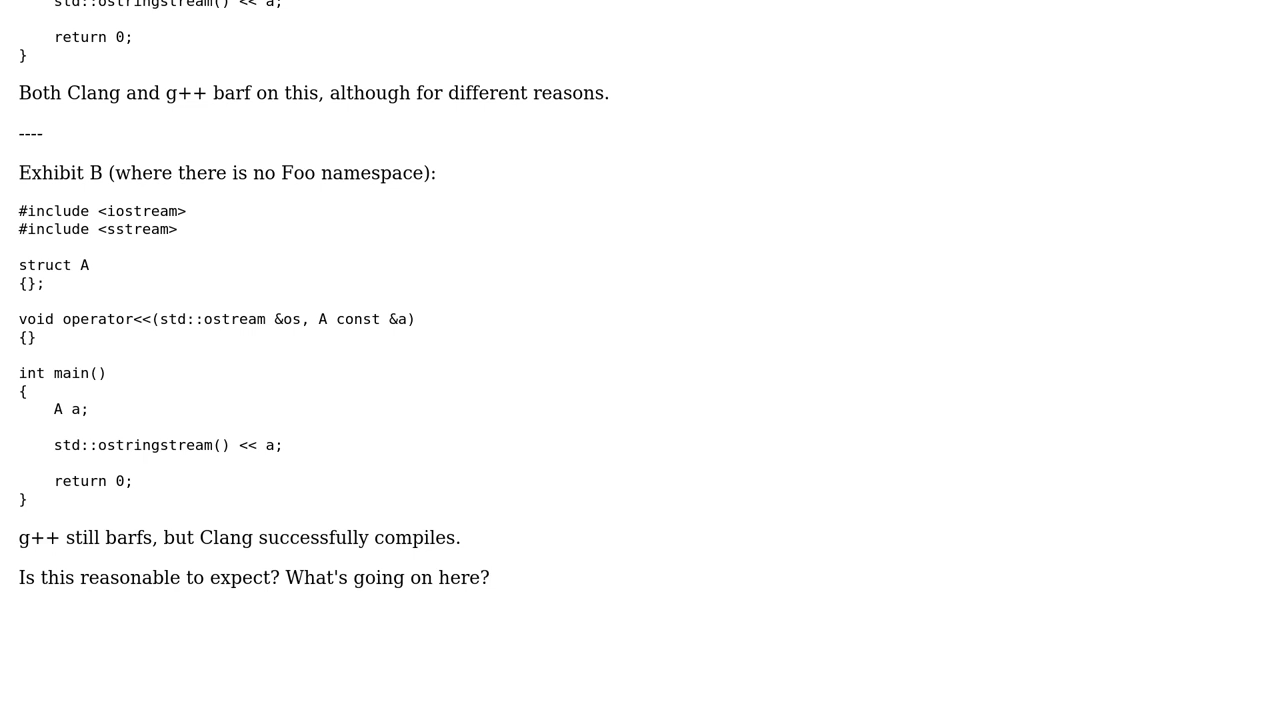 std::ostringstream() << a;

    return 0;
}
Both Clang and g++ barf on this, although for different reasons.
----
Exhibit B (where there is no Foo namespace):
#include <iostream>
#include <sstream>

struct A
{};

void operator<<(std::ostream &os, A const &a)
{}

int main()
{
    A a;

    std::ostringstream() << a;

    return 0;
}
g++ still barfs, but Clang successfully compiles.
Is this reasonable to expect? What's going on here?